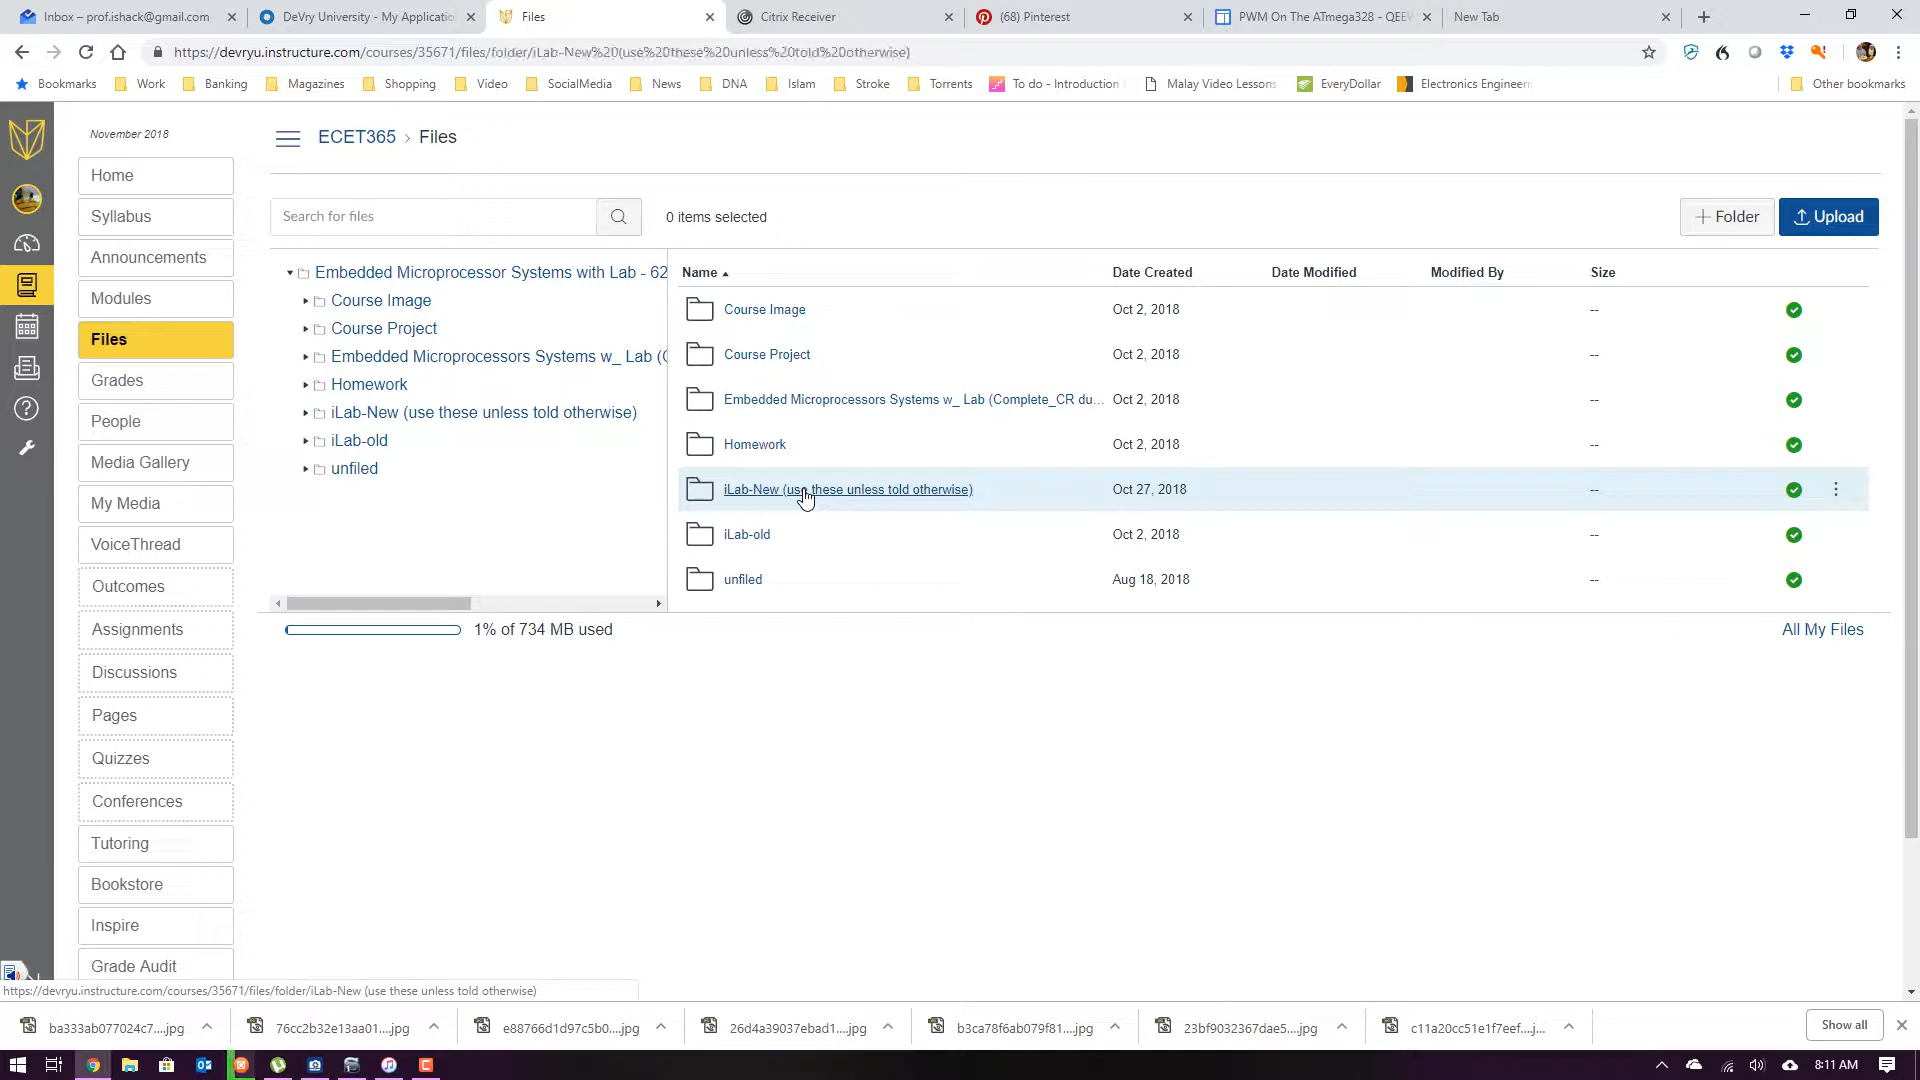 Inbox – prof.ishack@gmail.com
DeVry University - My Applicatio
Files
Citrix Receiver
(68) Pinterest
PWM On The ATmega328 - QEEW
New Tab
https://devryu.instructure.com/courses/35671/files/folder/iLab-New%20(use%20these%20unless%20told%20otherwise)
Bookmarks
Work
Banking
Magazines
Shopping
Video
SocialMedia
News
DNA
Islam
Stroke
Torrents
To do - Introduction
Malay Video Lessons
EveryDollar
Electronics Engineer
Other bookmarks
November 2018
ECET365 › Files
Home
Syllabus
Announcements
Modules
Files
Grades
People
Media Gallery
My Media
VoiceThread
Outcomes
Assignments
Discussions
Pages
Quizzes
Conferences
Tutoring
Bookstore
Inspire
Grade Audit
Search for files
0 items selected
+ Folder
Upload
Embedded Microprocessor Systems with Lab - 62
Course Image
Course Project
Embedded Microprocessors Systems w_ Lab (C
Homework
iLab-New (use these unless told otherwise)
iLab-old
unfiled
Name Date Created Date Modified Modified By Size
Course Image Oct 2, 2018 --
Course Project Oct 2, 2018 --
Embedded Microprocessors Systems w_ Lab (Complete_CR du... Oct 2, 2018 --
Homework Oct 2, 2018 --
iLab-New (use these unless told otherwise) Oct 27, 2018 --
iLab-old Oct 2, 2018 --
unfiled Aug 18, 2018 --
1% of 734 MB used
All My Files
https://devryu.instructure.com/courses/35671/files/folder/iLab-New (use these unless told otherwise)
ba333ab077024c7....jpg
76cc2b32e13aa01....jpg
e88766d1d97c5b0....jpg
26d4a39037ebad1....jpg
b3ca78f6ab079f81....jpg
23bf9032367dae5....jpg
c11a20cc51e1f7eef....j...
Show all
8:11 AM